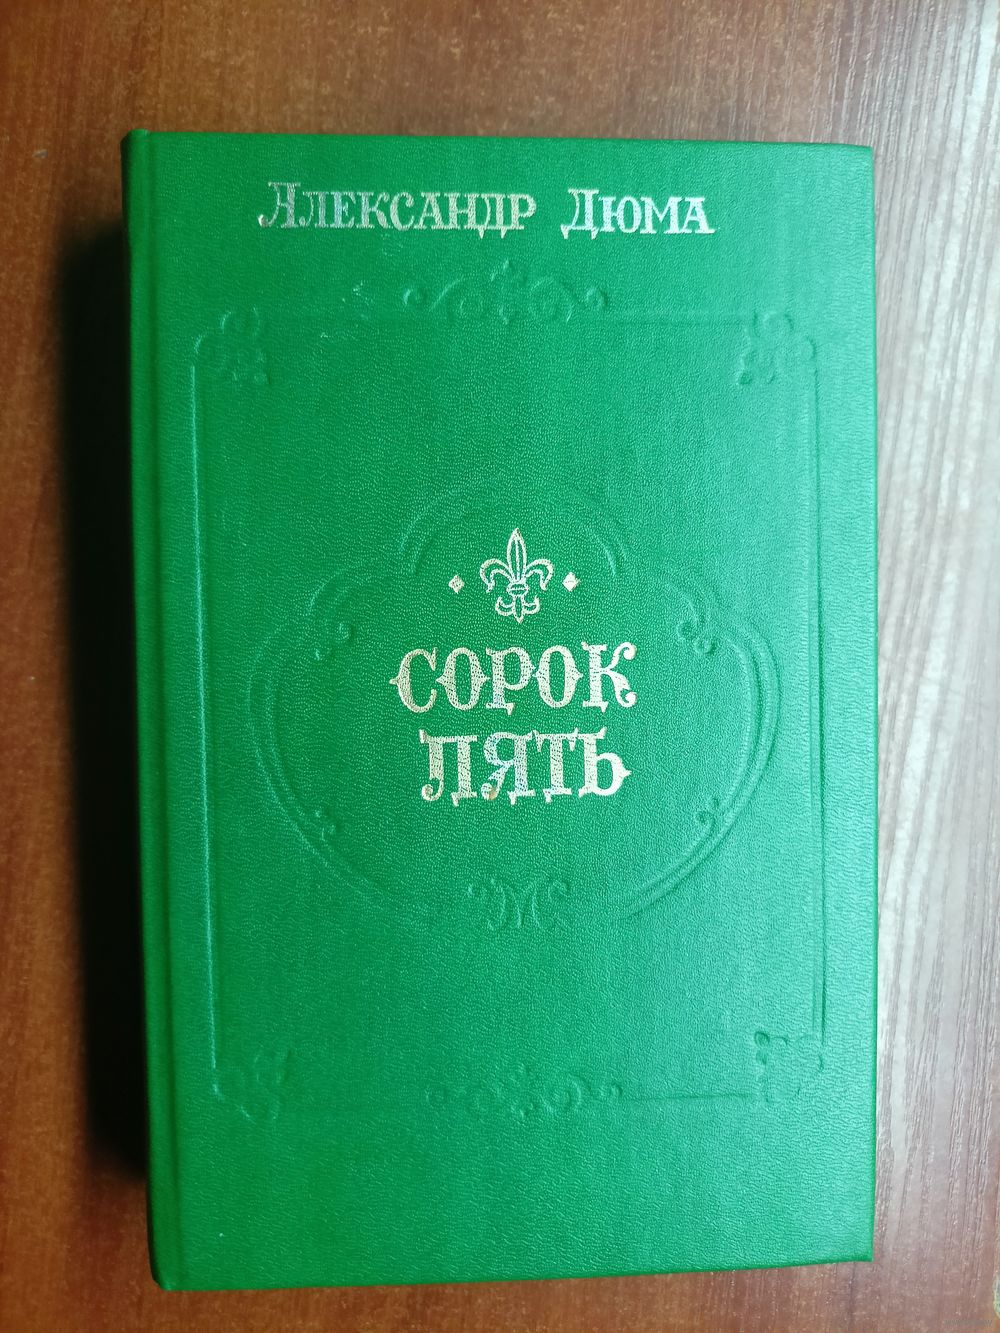 Александр Дюма
Сорок
пять